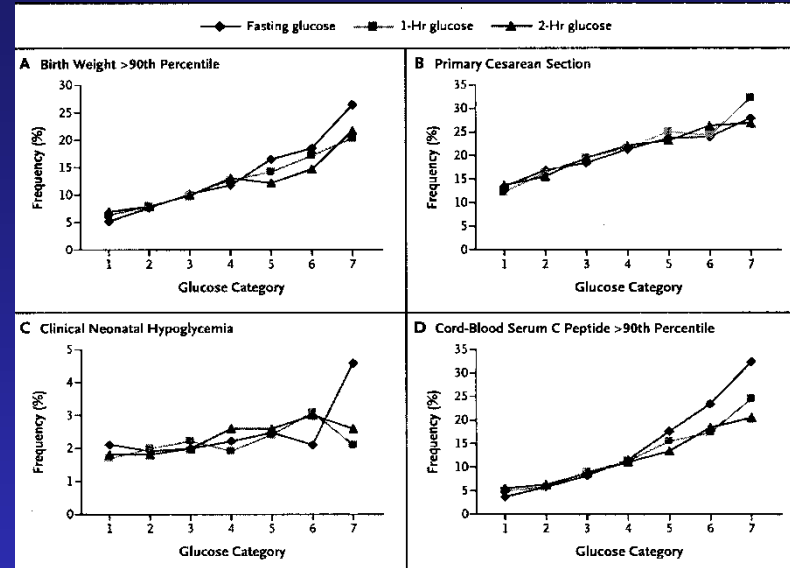 Fasting glucose 1-Hr glucose 2-Hr glucose
A Birth Weight >90th Percentile
Frequency (%)
30
25
20
15
10
5
0
1 2 3 4 5 6 7
Glucose Category
B Primary Cesarean Section
Frequency (%)
35
30
25
20
15
10
5
0
1 2 3 4 5 6 7
Glucose Category
C Clinical Neonatal Hypoglycemia
Frequency (%)
5
4
3
2
1
0
1 2 3 4 5 6 7
Glucose Category
D Cord-Blood Serum C Peptide >90th Percentile
Frequency (%)
35
30
25
20
15
10
5
0
1 2 3 4 5 6 7
Glucose Category